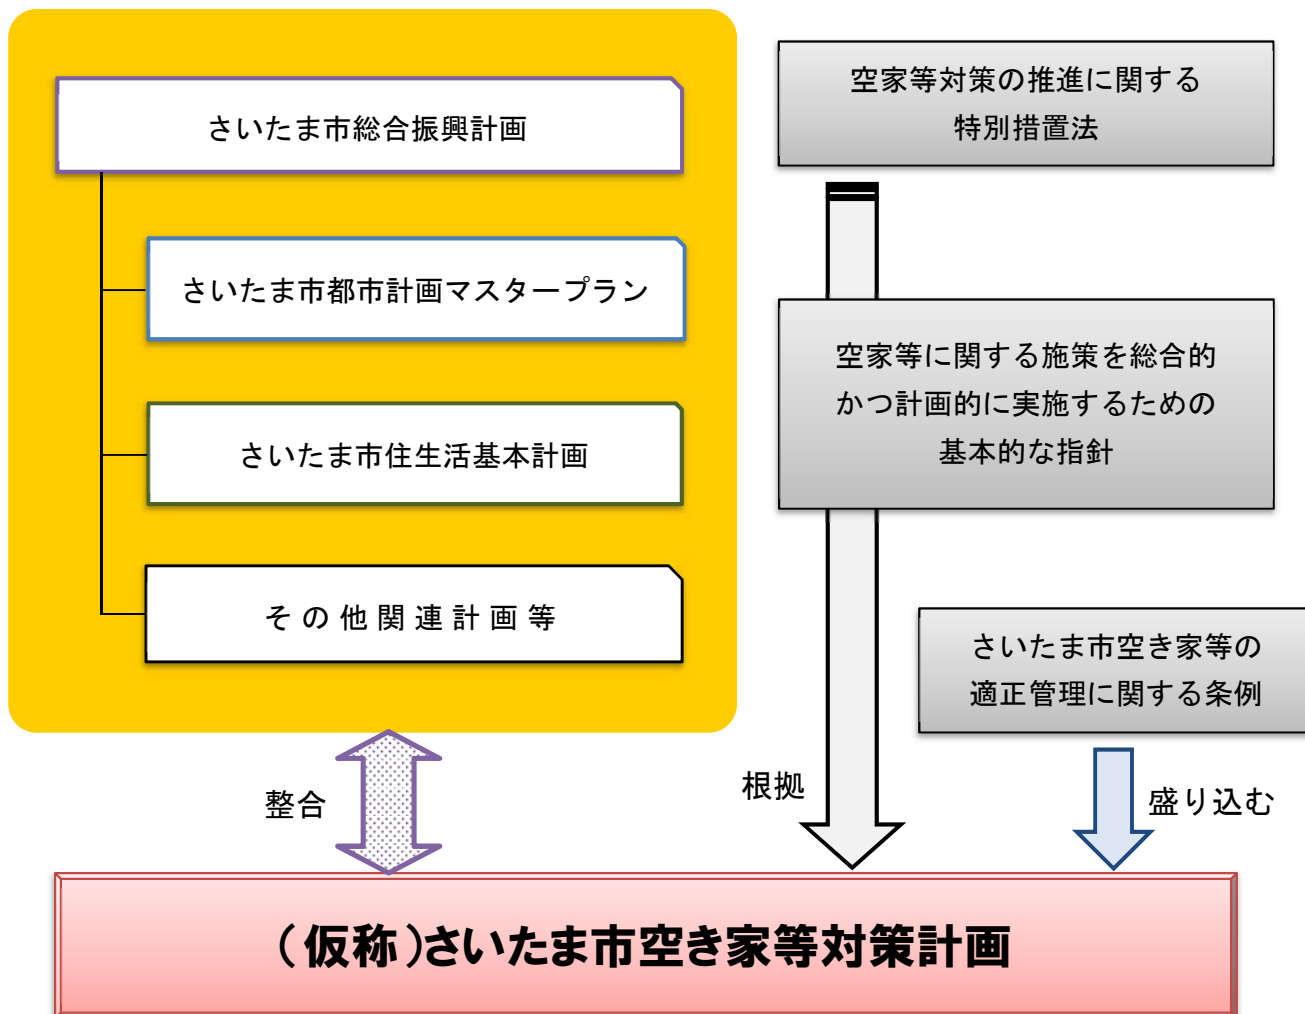 さいたま市総合振興計画
さいたま市都市計画マスタープラン
さいたま市住生活基本計画
その他関連計画等
空家等対策の推進に関する
特別措置法
空家等に関する施策を総合的
かつ計画的に実施するための
基本的な指針
さいたま市空き家等の
適正管理に関する条例
整合
根拠
盛り込む
（仮称）さいたま市空き家等対策計画